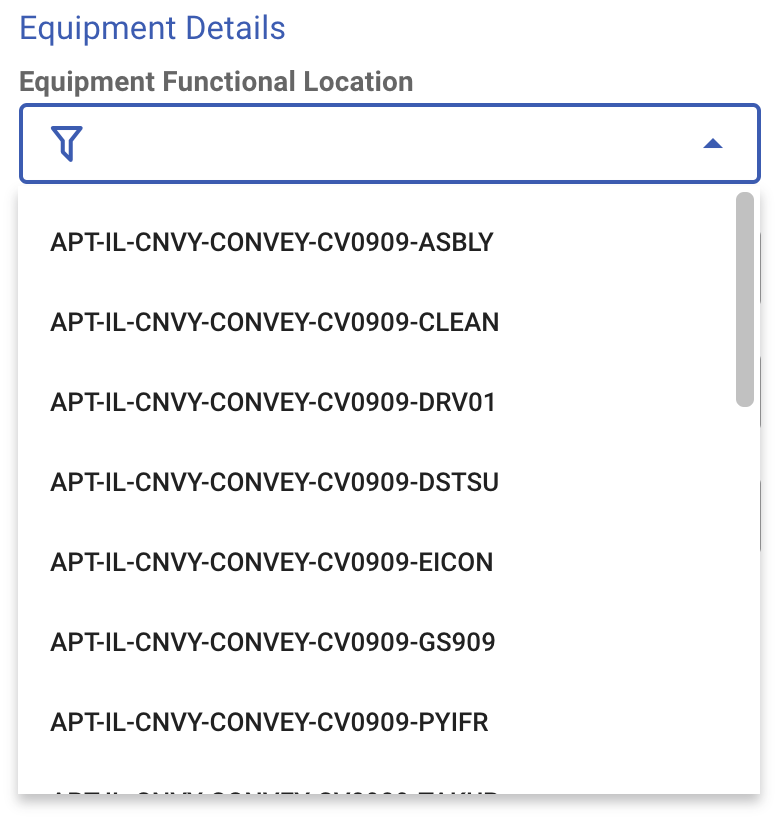 Equipment Details
Equipment Functional Location
APT-IL-CNVY-CONVEY-CV0909-ASBLY
APT-IL-CNVY-CONVEY-CV0909-CLEAN
APT-IL-CNVY-CONVEY-CV0909-DRV01
APT-IL-CNVY-CONVEY-CV0909-DSTSU
APT-IL-CNVY-CONVEY-CV0909-EICON
APT-IL-CNVY-CONVEY-CV0909-GS909
APT-IL-CNVY-CONVEY-CV0909-PYIFR